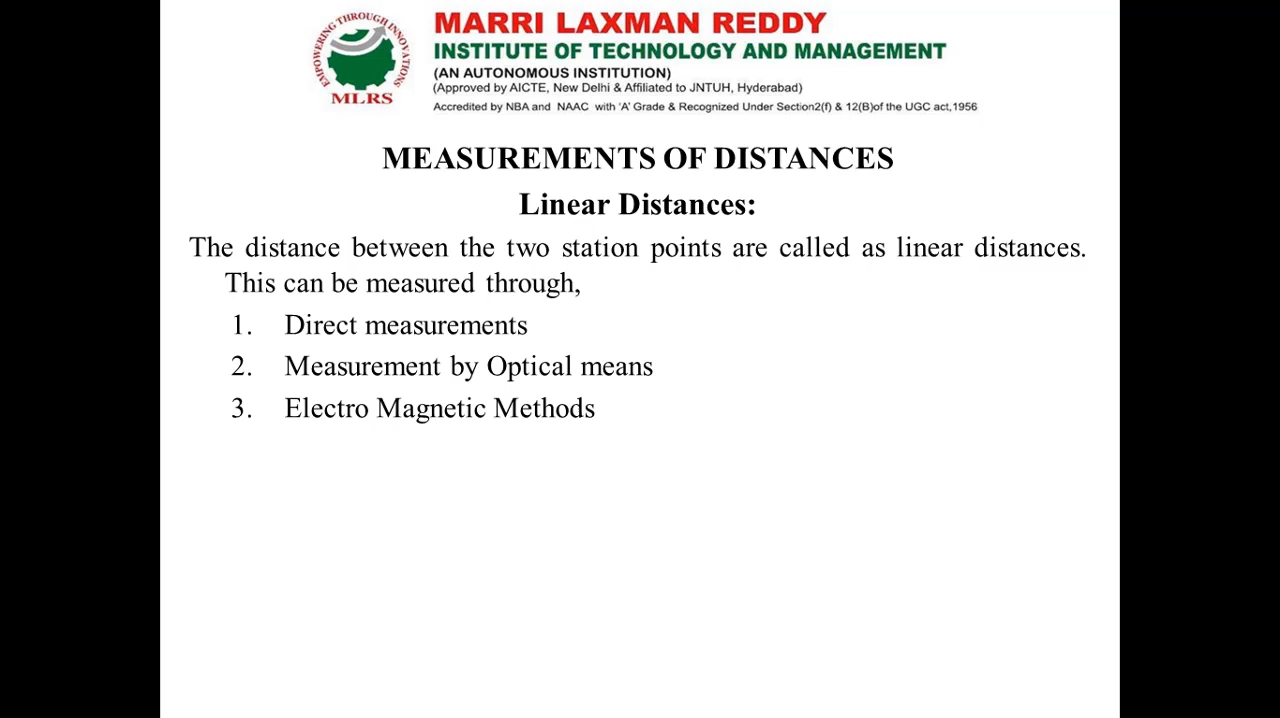 EMPOWERING THROUGH INNOVATIONS
MLRS
MARRI LAXMAN REDDY
INSTITUTE OF TECHNOLOGY AND MANAGEMENT
(AN AUTONOMOUS INSTITUTION)
(Approved by AICTE, New Delhi & Affiliated to JNTUH, Hyderabad)
Accredited by NBA and NAAC with ‘A’ Grade & Recognized Under Section2(f) & 12(B)of the UGC act,1956
MEASUREMENTS OF DISTANCES
Linear Distances:
The distance between the two station points are called as linear distances.
This can be measured through,
1. Direct measurements
2. Measurement by Optical means
3. Electro Magnetic Methods